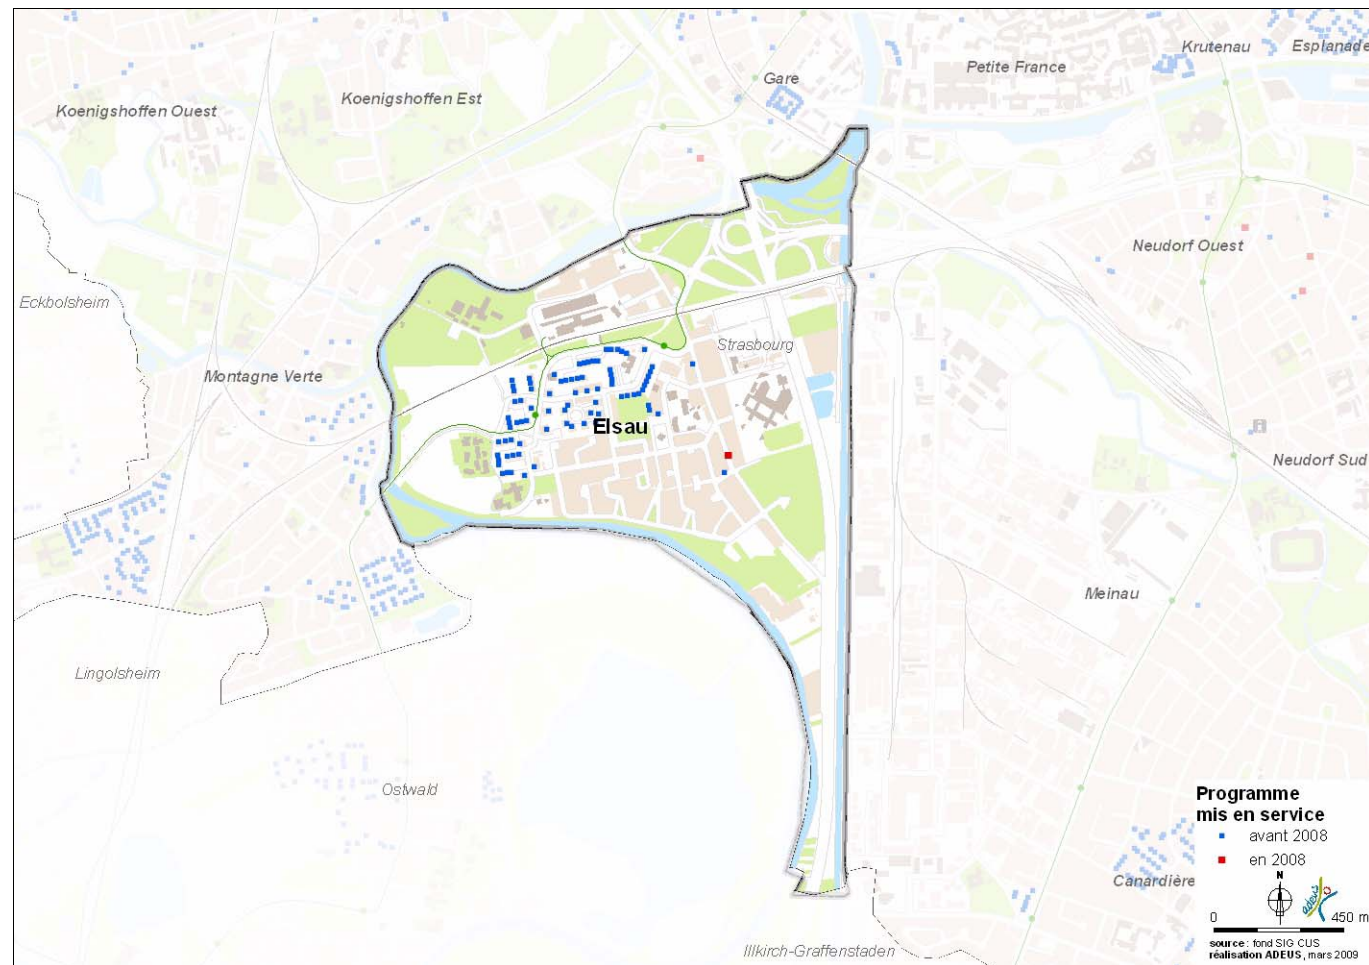 Krutenau
Esplanade
Petite France
Gare
Koenigshoffen Est
Koenigshoffen Ouest
Neudorf Ouest
Eckbolsheim
Strasbourg
Montagne Verte
Elsau
Neudorf Sud
Meinau
Lingolsheim
Ostwald
Programme
mis en service
avant 2008
en 2008
N
Canardière
adeus
0 450 m
source : fond SIG CUS
réalisation ADEUS, mars 2009
Illkirch-Graffenstaden